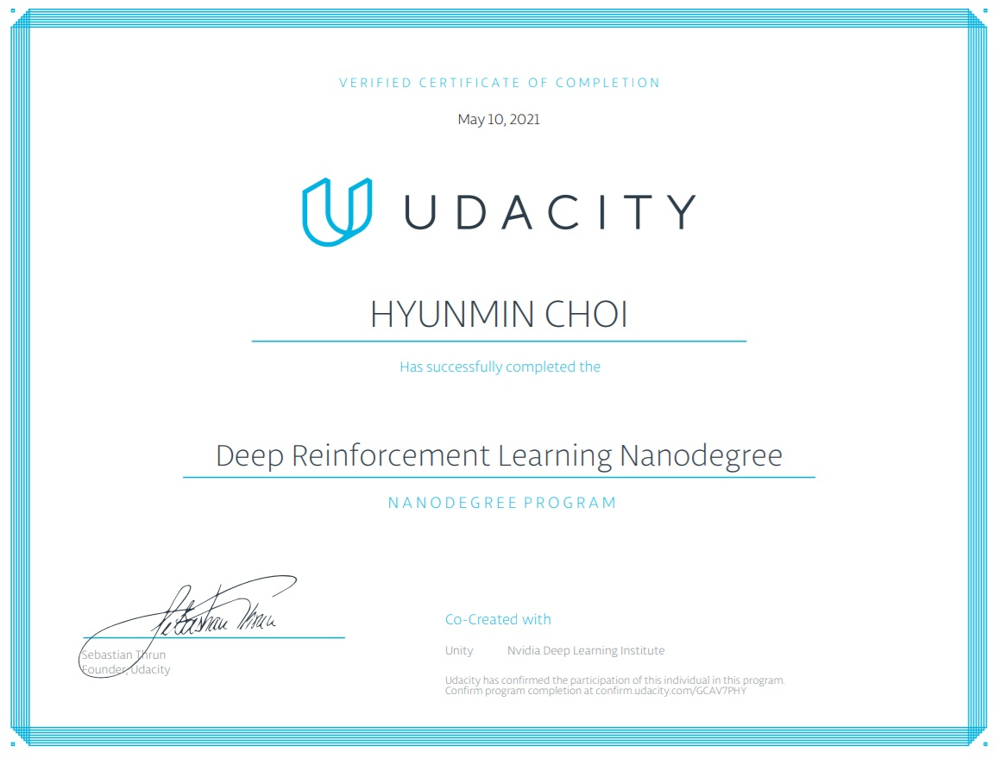 VERIFIED CERTIFICATE OF COMPLETION
May 10, 2021
UDACITY
HYUNMIN CHOI
Has successfully completed the
Deep Reinforcement Learning Nanodegree
NANODEGREE PROGRAM
Sebastian Thrun
Sebastian Thrun
Founder, Udacity
Co-Created with
Unity Nvidia Deep Learning Institute
Udacity has confirmed the participation of this individual in this program.
Confirm program completion at confirm.udacity.com/GCAV7PHY